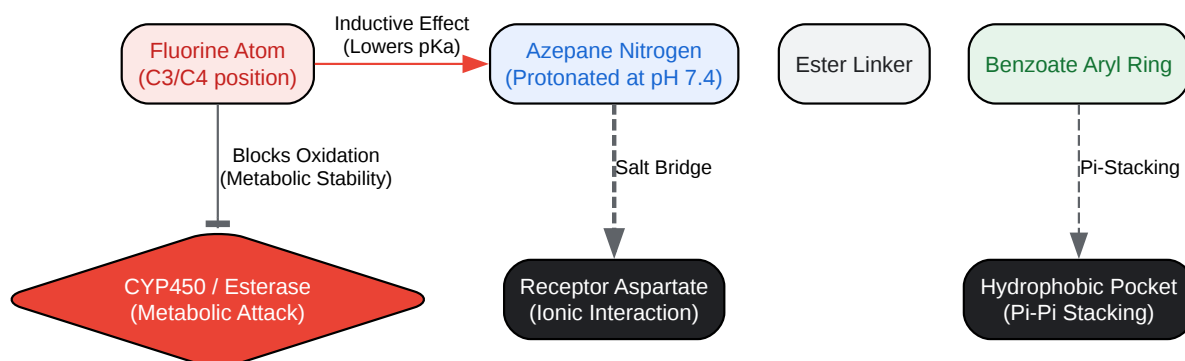 Inductive Effect
(Lowers pKa)
Fluorine Atom
(C3/C4 position)
Azepane Nitrogen
(Protonated at pH 7.4)
Ester Linker
Benzoate Aryl Ring
Blocks Oxidation
(Metabolic Stability)
Salt Bridge
Pi-Stacking
CYP450 / Esterase
(Metabolic Attack)
Receptor Aspartate
(Ionic Interaction)
Hydrophobic Pocket
(Pi-Pi Stacking)